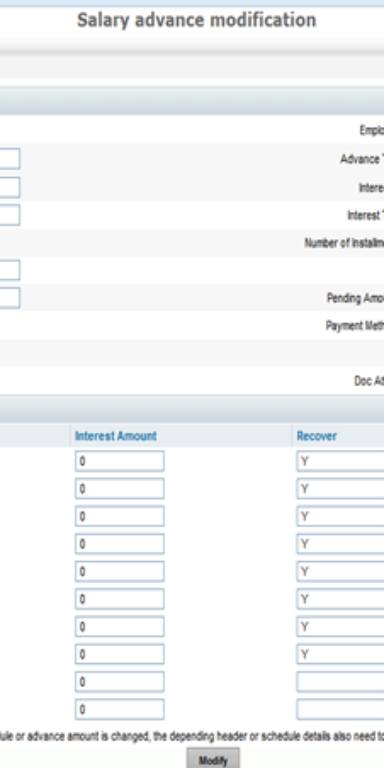 Salary advance modification
Emplo
Advance T
Intere
Interest T
Number of Installme
Pending Amo
Payment Meth
Doc At
Interest Amount Recover
0 Y
0 Y
0 Y
0 Y
0 Y
0 Y
0 Y
0 Y
0
0
ule or advance amount is changed, the depending header or schedule details also need to
Modify